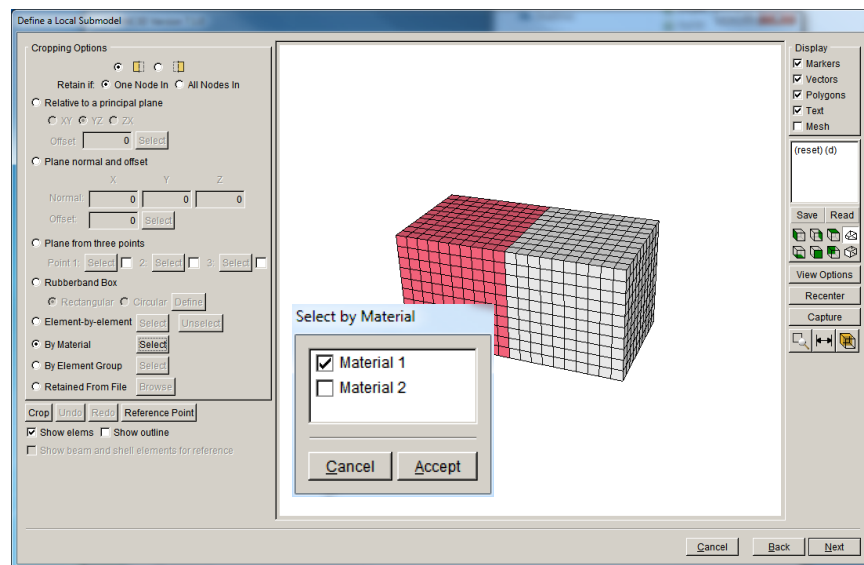 Define a Local Submodel
Cropping Options
Retain if: One Node In All Nodes In
Relative to a principal plane
XY YZ ZX
Offset: 0 Select
Plane normal and offset
X Y Z
Normal: 0 0 0
Offset: 0 Select
Plane from three points
Point 1: Select 2: Select 3: Select
Rubberband Box
Rectangular Circular Define
Element-by-element Select Unselect
By Material Select
By Element Group Select
Retained From File Browse
Crop Undo Redo Reference Point
Show elems Show outline
Show beam and shell elements for reference
Select by Material
Material 1
Material 2
Cancel Accept
Display
Markers
Vectors
Polygons
Text
Mesh
(reset) (d)
Save Read
View Options
Recenter
Capture
Cancel Back Next